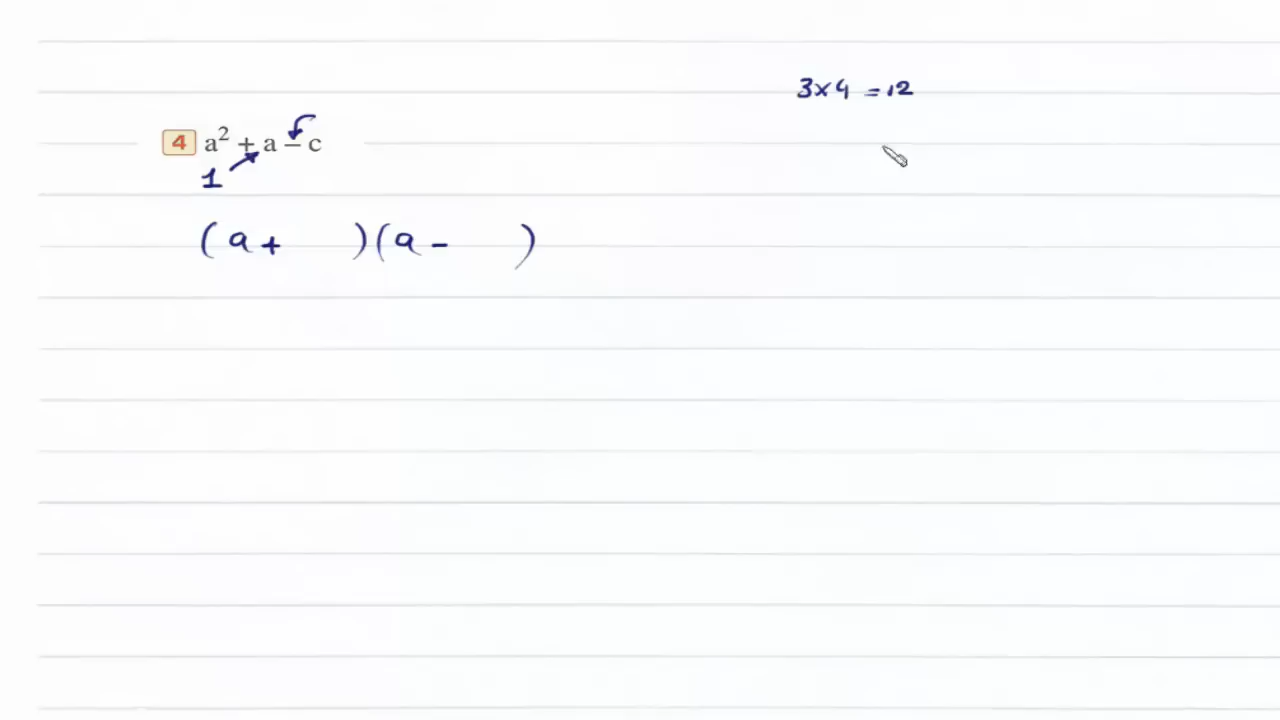 3×4 = 12
4 a² + a – c
1
(a + )(a - )